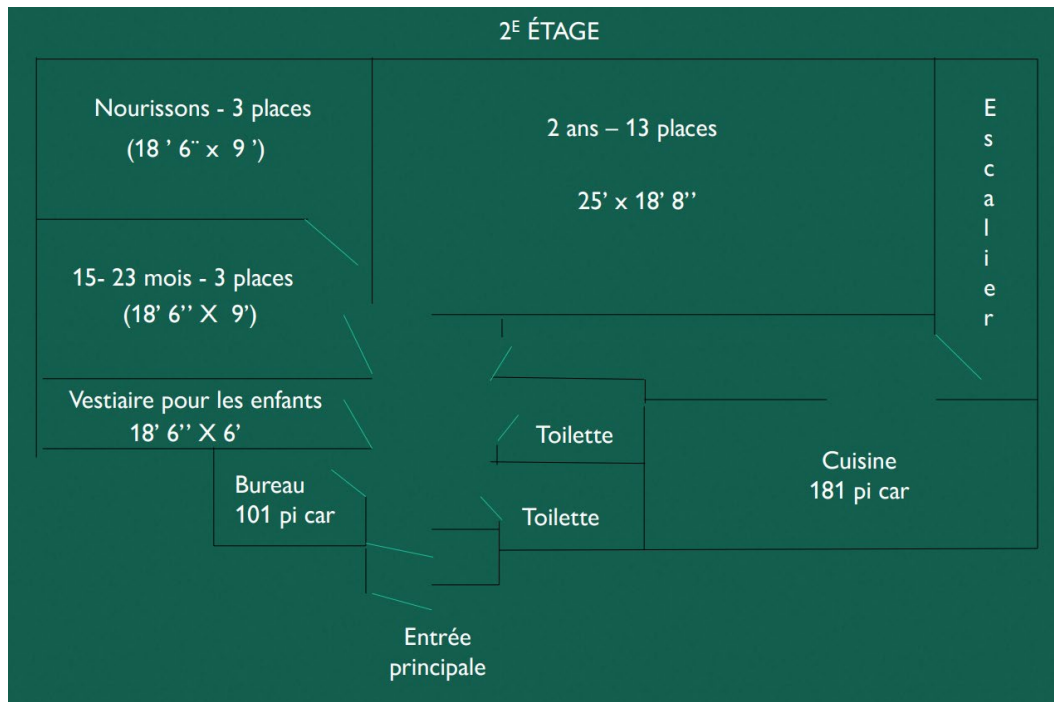 2ᴱ ÉTAGE
Nourissons - 3 places
(18 ' 6¨ x 9 ')
2 ans – 13 places
25' x 18' 8''
Escalier
15- 23 mois - 3 places
(18' 6'' X 9')
Vestiaire pour les enfants
18' 6'' X 6'
Toilette
Bureau
101 pi car
Cuisine
181 pi car
Toilette
Entrée
principale